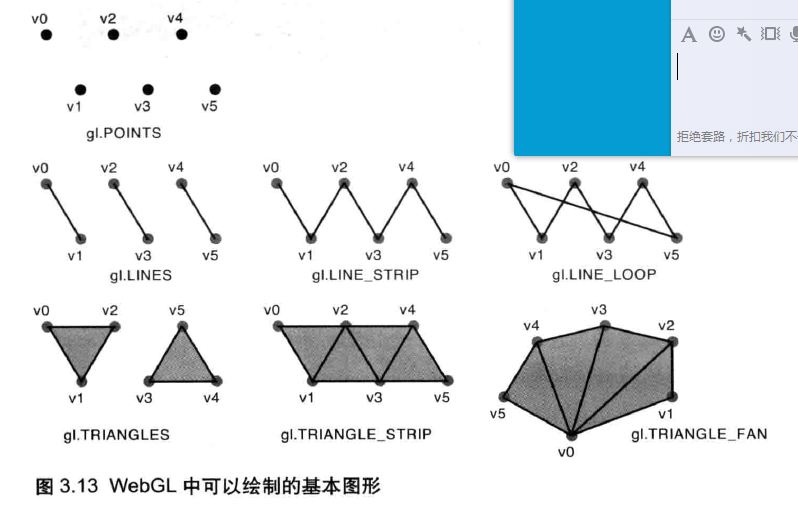 v0 v2 v4
v1 v3 v5
gl.POINTS
拒绝套路，折扣我们不
v0 v2 v4 v0 v2 v4 v0 v2 v4
v1 v3 v5 v1 v3 v5 v1 v3 v5
gl.LINES gl.LINE_STRIP gl.LINE_LOOP
v0 v2 v5 v0 v2 v4 v4 v3 v2
v1 v3 v4 v1 v3 v5 v5 v0 v1
gl.TRIANGLES gl.TRIANGLE_STRIP gl.TRIANGLE_FAN
图 3.13 WebGL 中可以绘制的基本图形